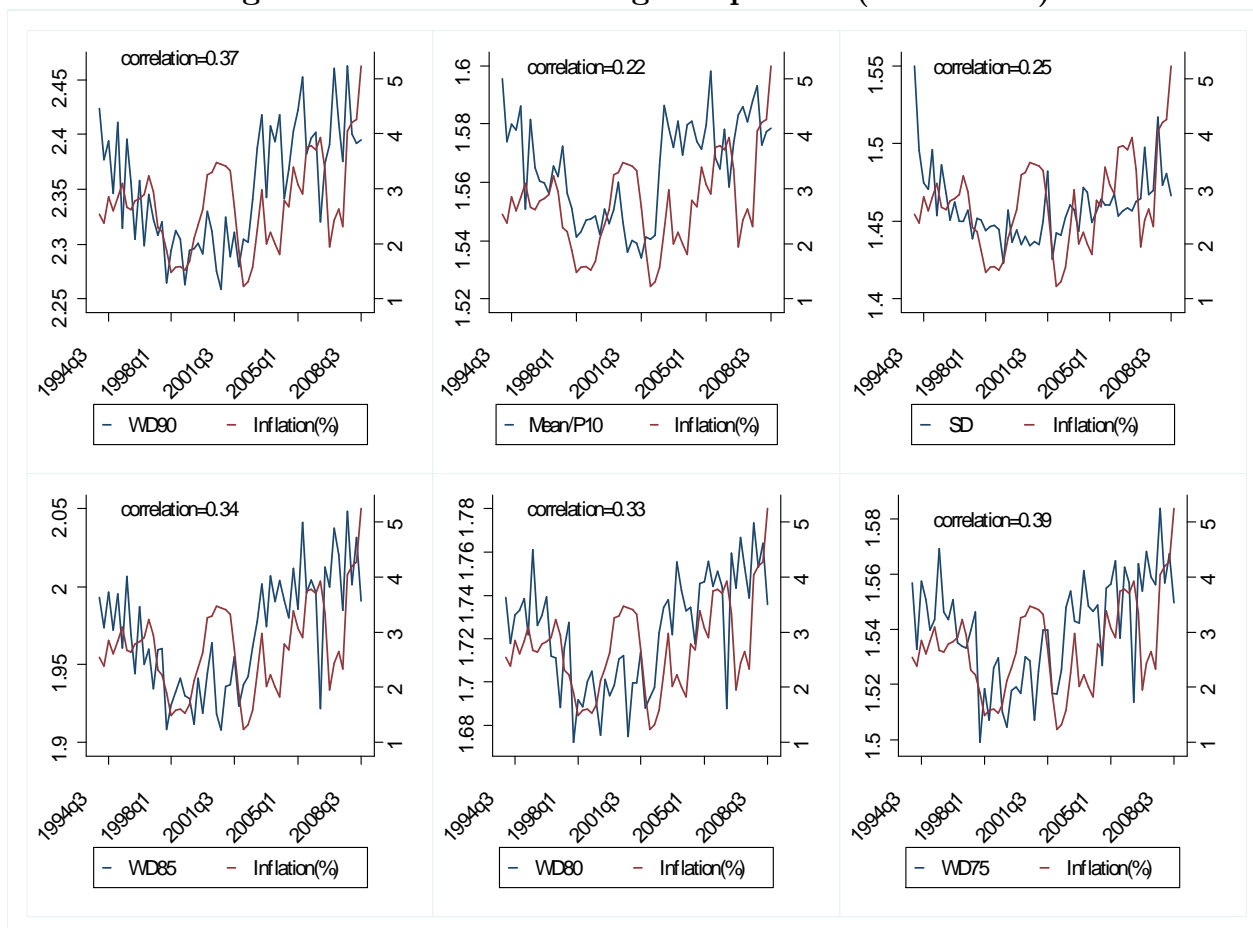 correlation=0.37
2.25 2.3 2.35 2.4 2.45
1 2 3 4 5
1994q3 1998q1 2001q3 2005q1 2008q3
WD90 Inflation(%)
correlation=0.22
1.52 1.54 1.56 1.58 1.6
1 2 3 4 5
1994q3 1998q1 2001q3 2005q1 2008q3
Mean/P10 Inflation(%)
correlation=0.25
1.4 1.45 1.5 1.55
1 2 3 4 5
1994q3 1998q1 2001q3 2005q1 2008q3
SD Inflation(%)
correlation=0.34
1.9 1.95 2 2.05
1 2 3 4 5
1994q3 1998q1 2001q3 2005q1 2008q3
WD85 Inflation(%)
correlation=0.33
1.68 1.7 1.72 1.74 1.76 1.78
1 2 3 4 5
1994q3 1998q1 2001q3 2005q1 2008q3
WD80 Inflation(%)
correlation=0.39
1.5 1.52 1.54 1.56 1.58
1 2 3 4 5
1994q3 1998q1 2001q3 2005q1 2008q3
WD75 Inflation(%)